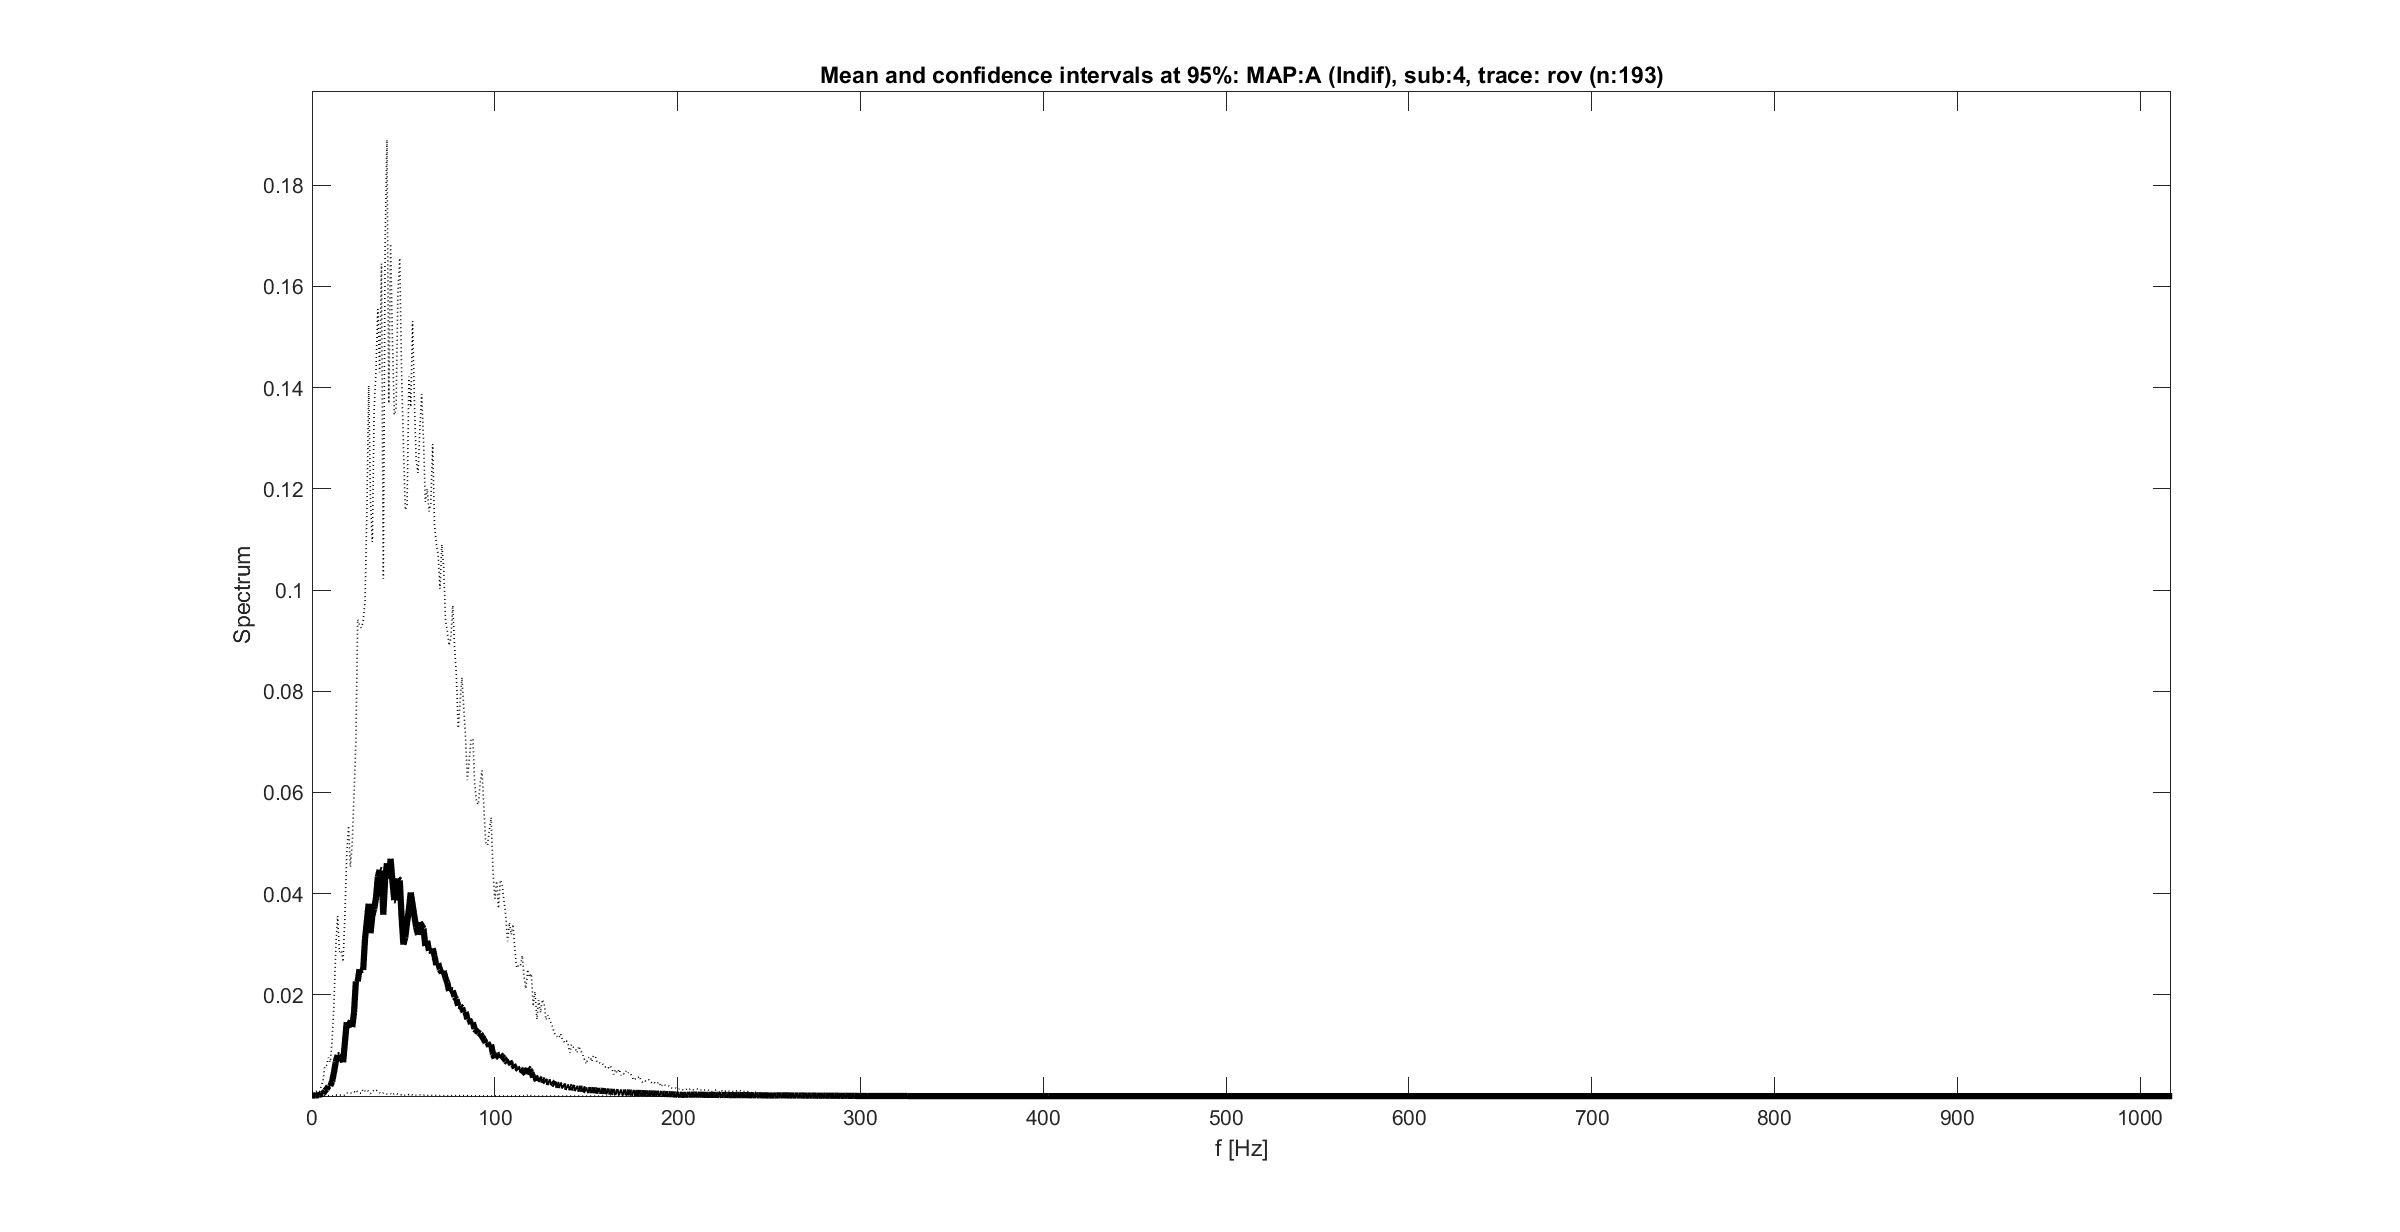 Mean and confidence intervals at 95%: MAP:A (Indif), sub:4, trace: rov (n:193)
0.18
0.16
0.14
0.12
0.1
0.08
0.06
0.04
0.02
Spectrum
0 100 200 300 400 500 600 700 800 900 1000
f [Hz]